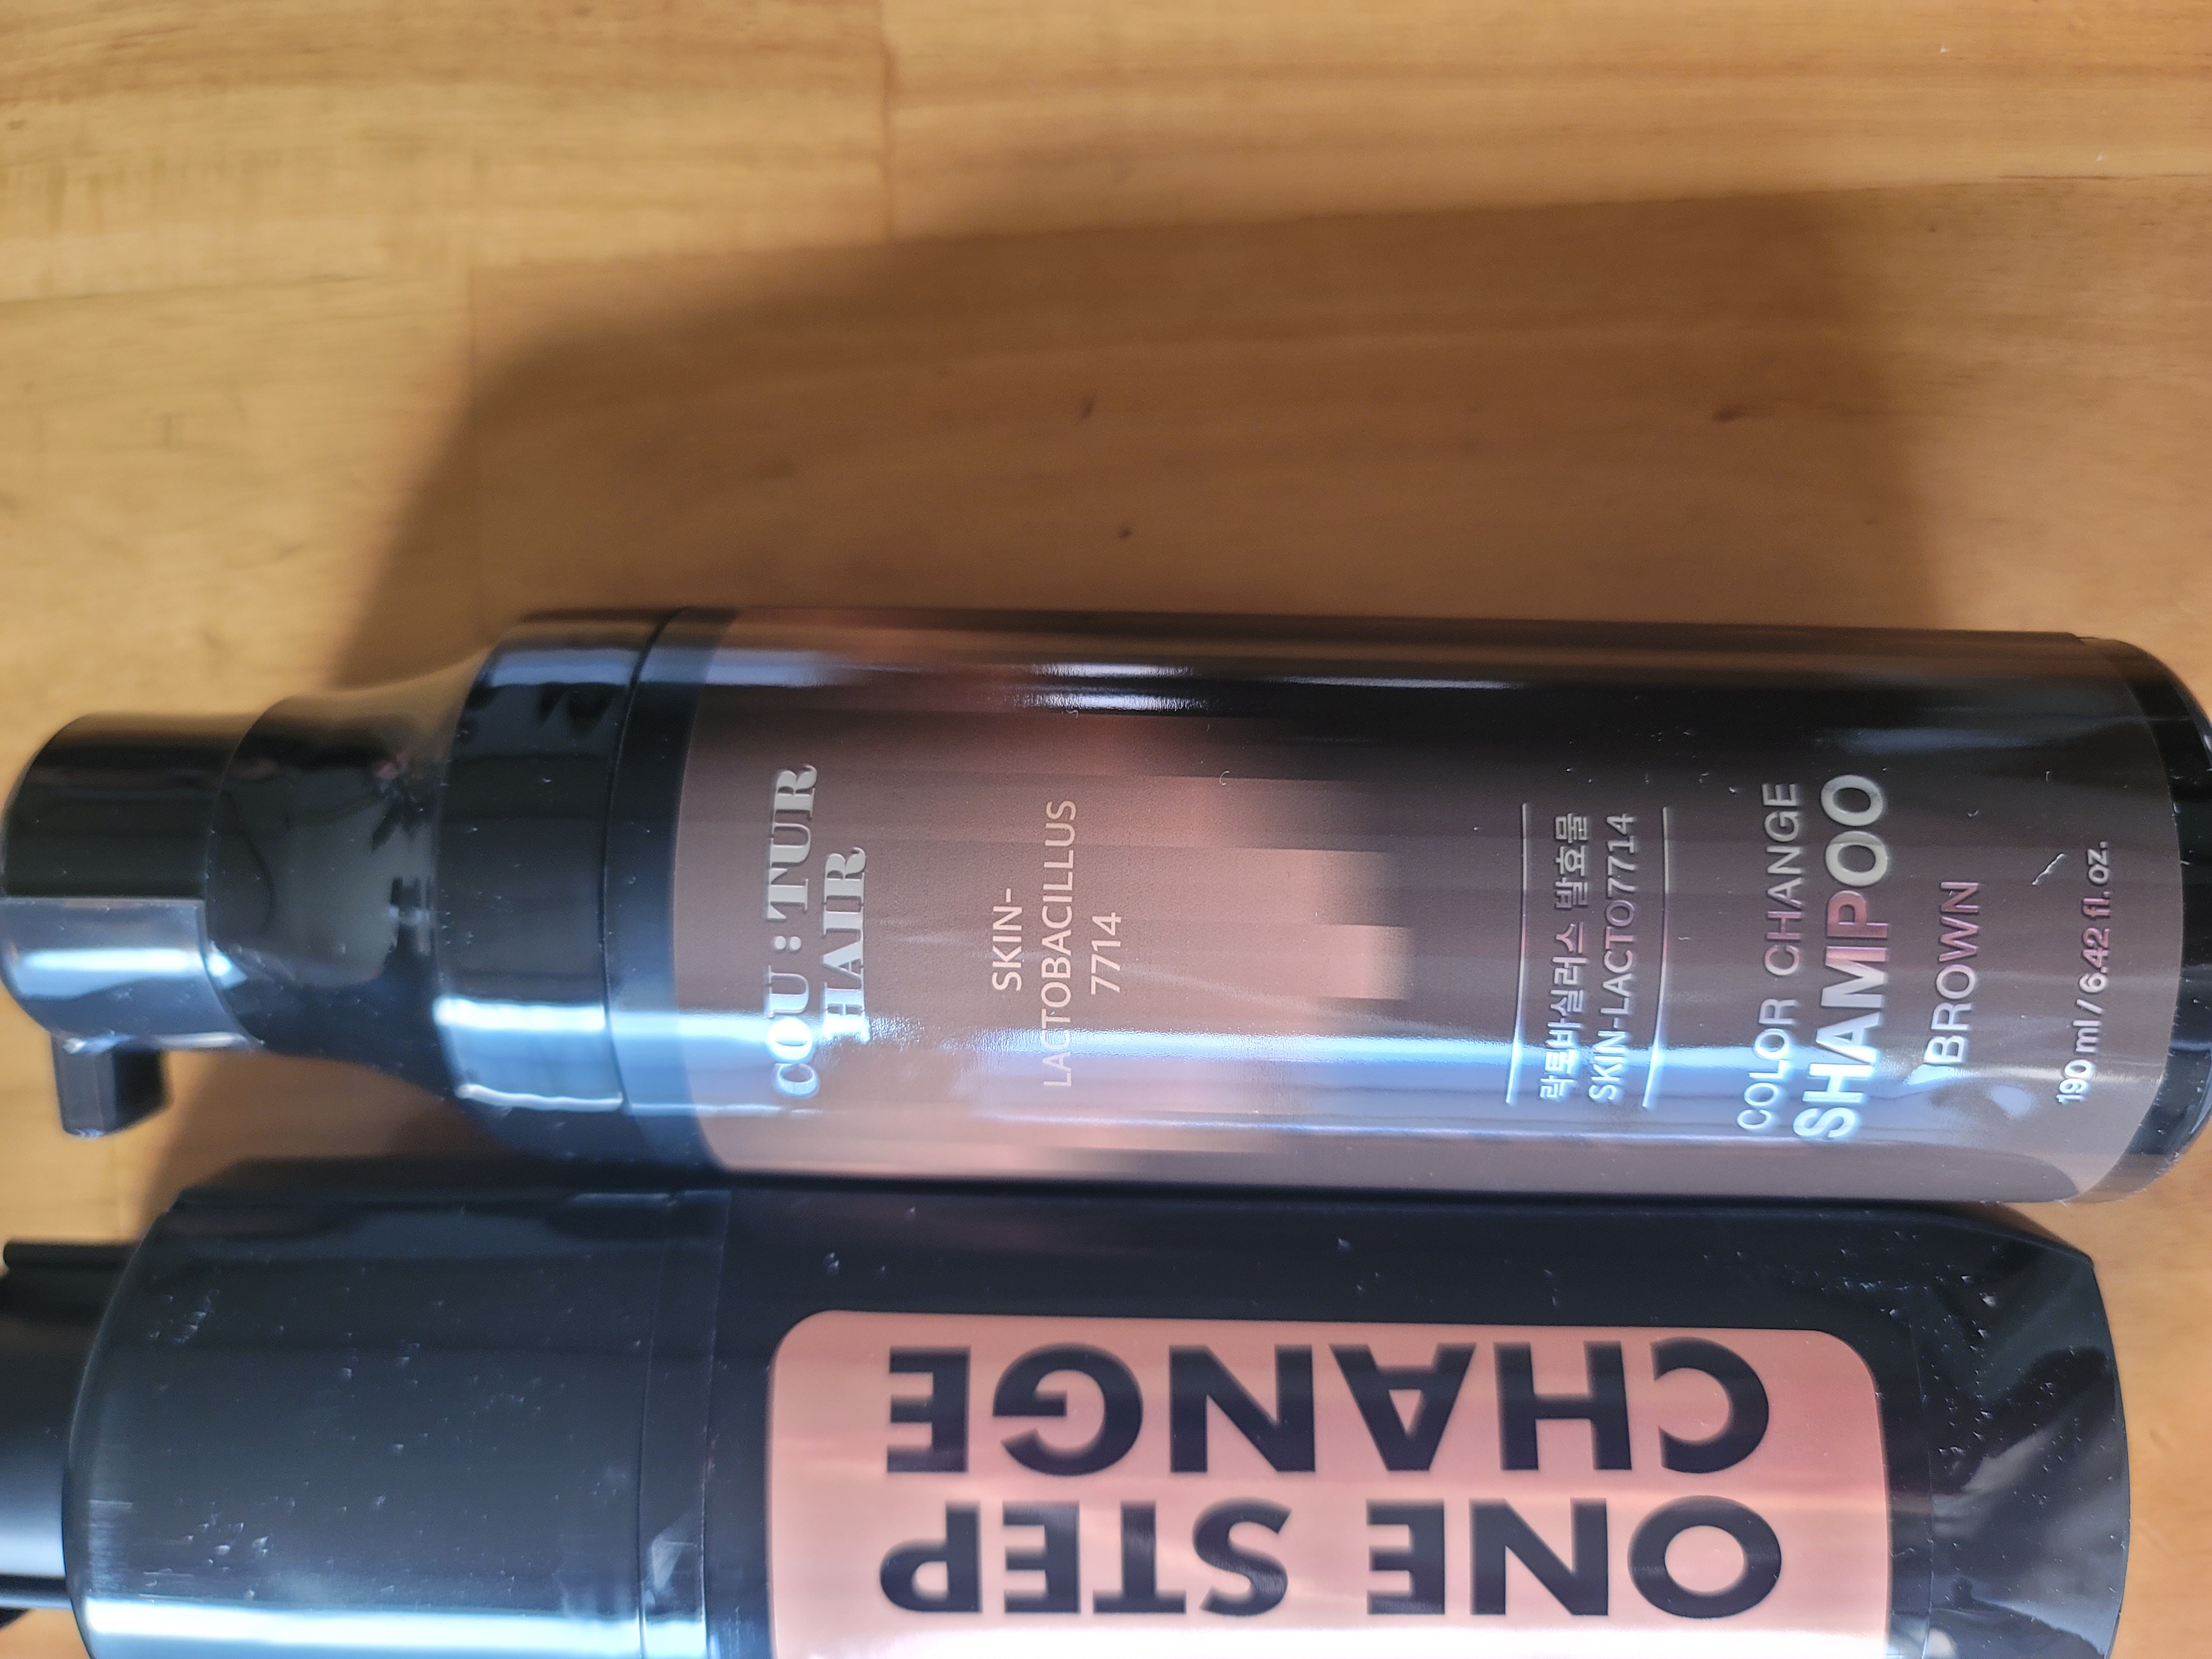 COU : TUR
HAIR
SKIN-
LACTOBACILLUS
7714
락토바실러스 발효물
SKIN-LACTO7714
COLOR CHANGE
SHAMPOO
BROWN
190 ml / 6.42 fl. oz.
ONE STEP
CHANGE